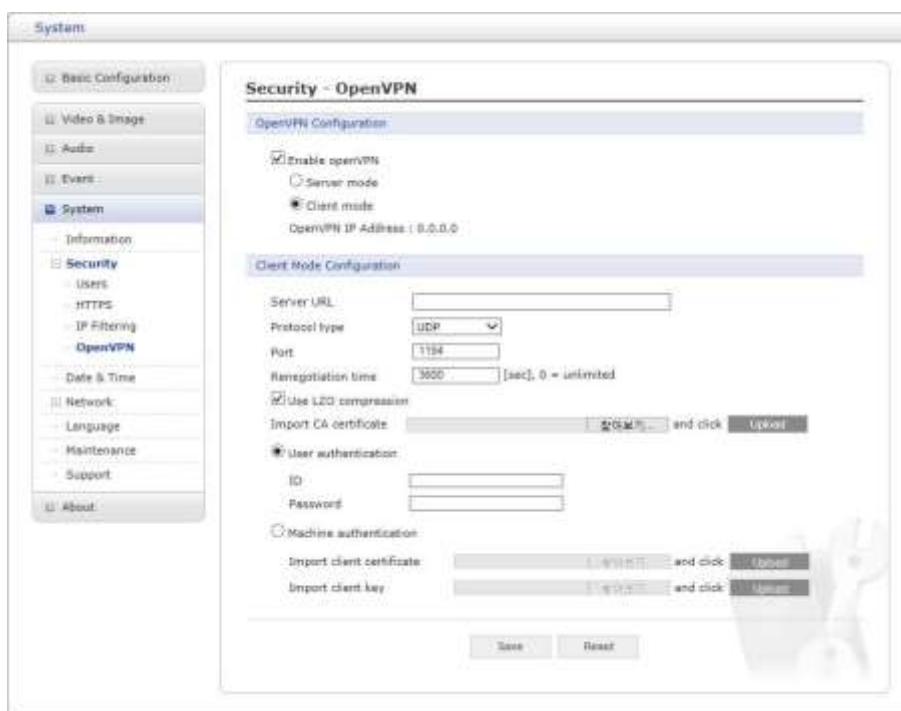 System
Basic Configuration
Video & Image
Audio
Event
System
Information
Security
Users
HTTPS
IP Filtering
OpenVPN
Date & Time
Network
Language
Maintenance
Support
About
Security - OpenVPN
OpenVPN Configuration
Enable openVPN
Server mode
Client mode
OpenVPN IP Address : 0.0.0.0
Client Mode Configuration
Server URL
Protocol type UDP
Port 1194
Renegotiation time 3600 [sec], 0 = unlimited
Use LZO compression
Import CA certificate 찾아보기... and click Upload
User authentication
ID
Password
Machine authentication
Import client certificate and click Upload
Import client key and click Upload
Save Reset